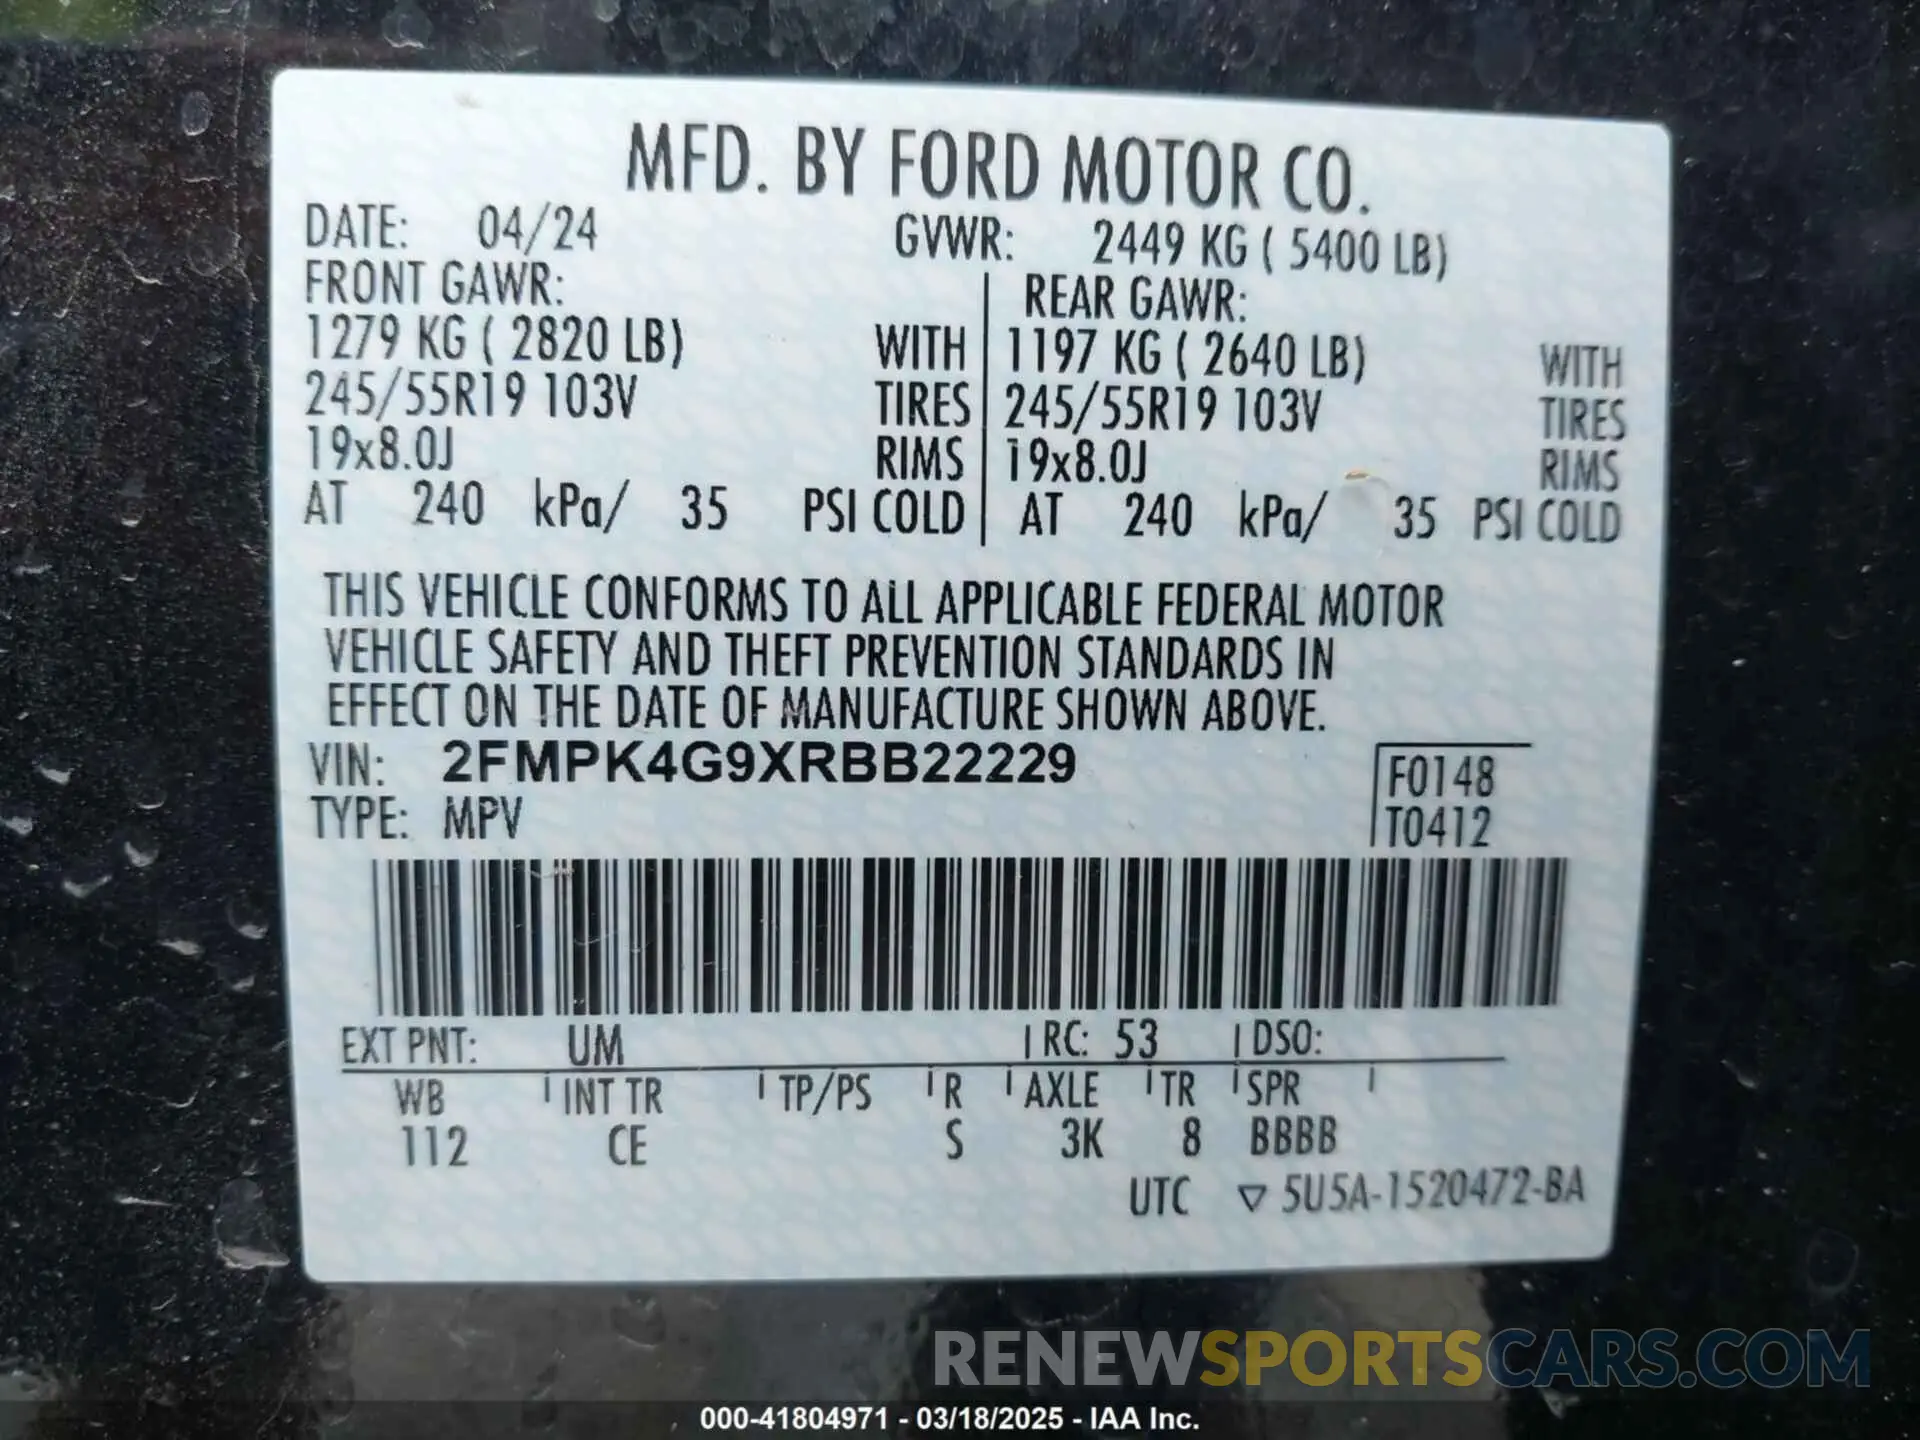 MFD. BY FORD MOTOR CO.
DATE: 04/24 GVWR: 2449 KG ( 5400 LB)
FRONT GAWR: REAR GAWR:
1279 KG ( 2820 LB) WITH 1197 KG ( 2640 LB) WITH
245/55R19 103V TIRES 245/55R19 103V TIRES
19x8.0J RIMS 19x8.0J RIMS
AT 240 kPa/ 35 PSI COLD AT 240 kPa/ 35 PSI COLD
THIS VEHICLE CONFORMS TO ALL APPLICABLE FEDERAL MOTOR
VEHICLE SAFETY AND THEFT PREVENTION STANDARDS IN
EFFECT ON THE DATE OF MANUFACTURE SHOWN ABOVE.
VIN: 2FMPK4G9XRBB22229 F0148
TYPE: MPV T0412
EXT PNT: UM RC: 53 DSO:
WB INT TR TP/PS R AXLE TR SPR
112 CE S 3K 8 BBBB
UTC ▽ 5U5A-1520472-BA
RENEWSPORTSCARS.COM
000-41804971 - 03/18/2025 - IAA Inc.